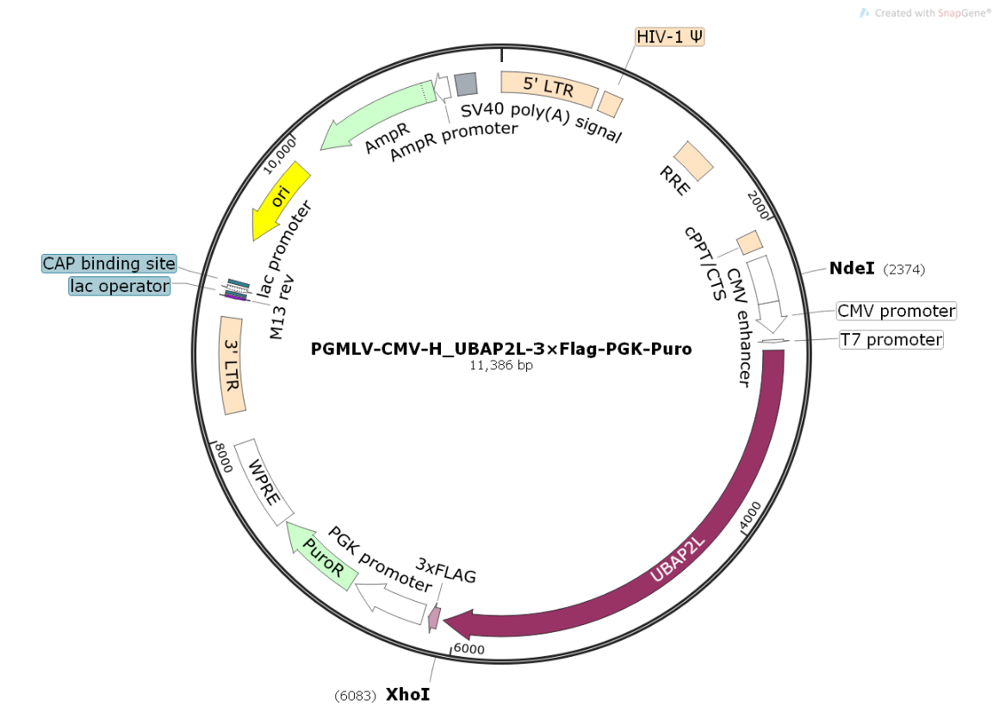 Created with SnapGene®
HIV-1 Ψ
5' LTR
SV40 poly(A) signal
AmpR promoter
AmpR
RRE
10,000
2000
ori
cPPT/CTS
lac promoter
CAP binding site
NdeI (2374)
lac operator
M13 rev
CMV enhancer
CMV promoter
T7 promoter
3' LTR
PGMLV-CMV-H_UBAP2L-3×Flag-PGK-Puro
11,386 bp
8000
WPRE
4000
PGK promoter
PuroR
UBAP2L
3xFLAG
6000
(6083) XhoI